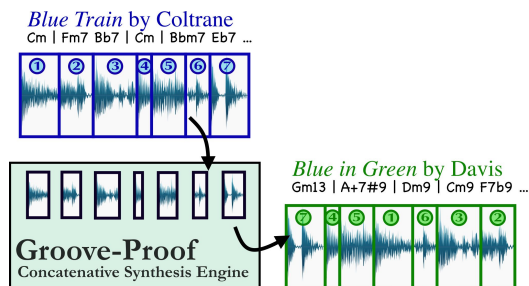 Blue Train by Coltrane
Cm | Fm7 Bb7 | Cm | Bbm7 Eb7 ...
1 2 3 4 5 6 7
Blue in Green by Davis
Gm13 | A+7#9 | Dm9 | Cm9 F7b9 ...
7 4 5 1 6 3 2
Groove-Proof
Concatenative Synthesis Engine